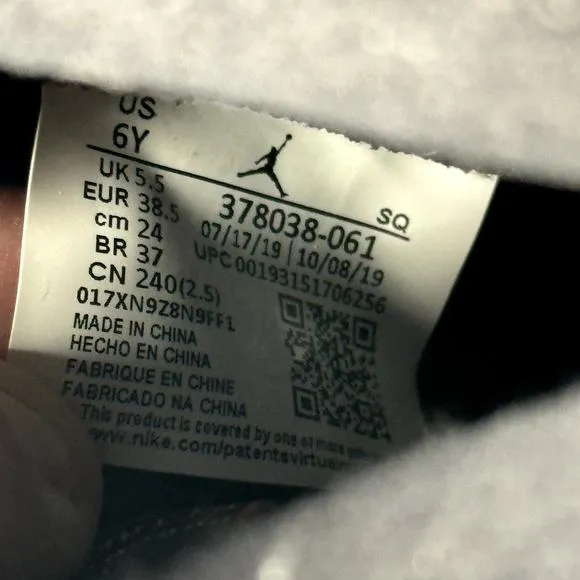 US
6Y
UK 5.5
EUR 38.5
cm 24
BR 37
CN 240(2.5)
017XN9Z8N9FF1
SQ
378038-061
07/17/19 | 10/08/19
UPC 00193151706256
MADE IN CHINA
HECHO EN CHINA
FABRIQUE EN CHINE
FABRICADO NA CHINA
This product is covered by one of more
www.nike.com/patentsvirtual